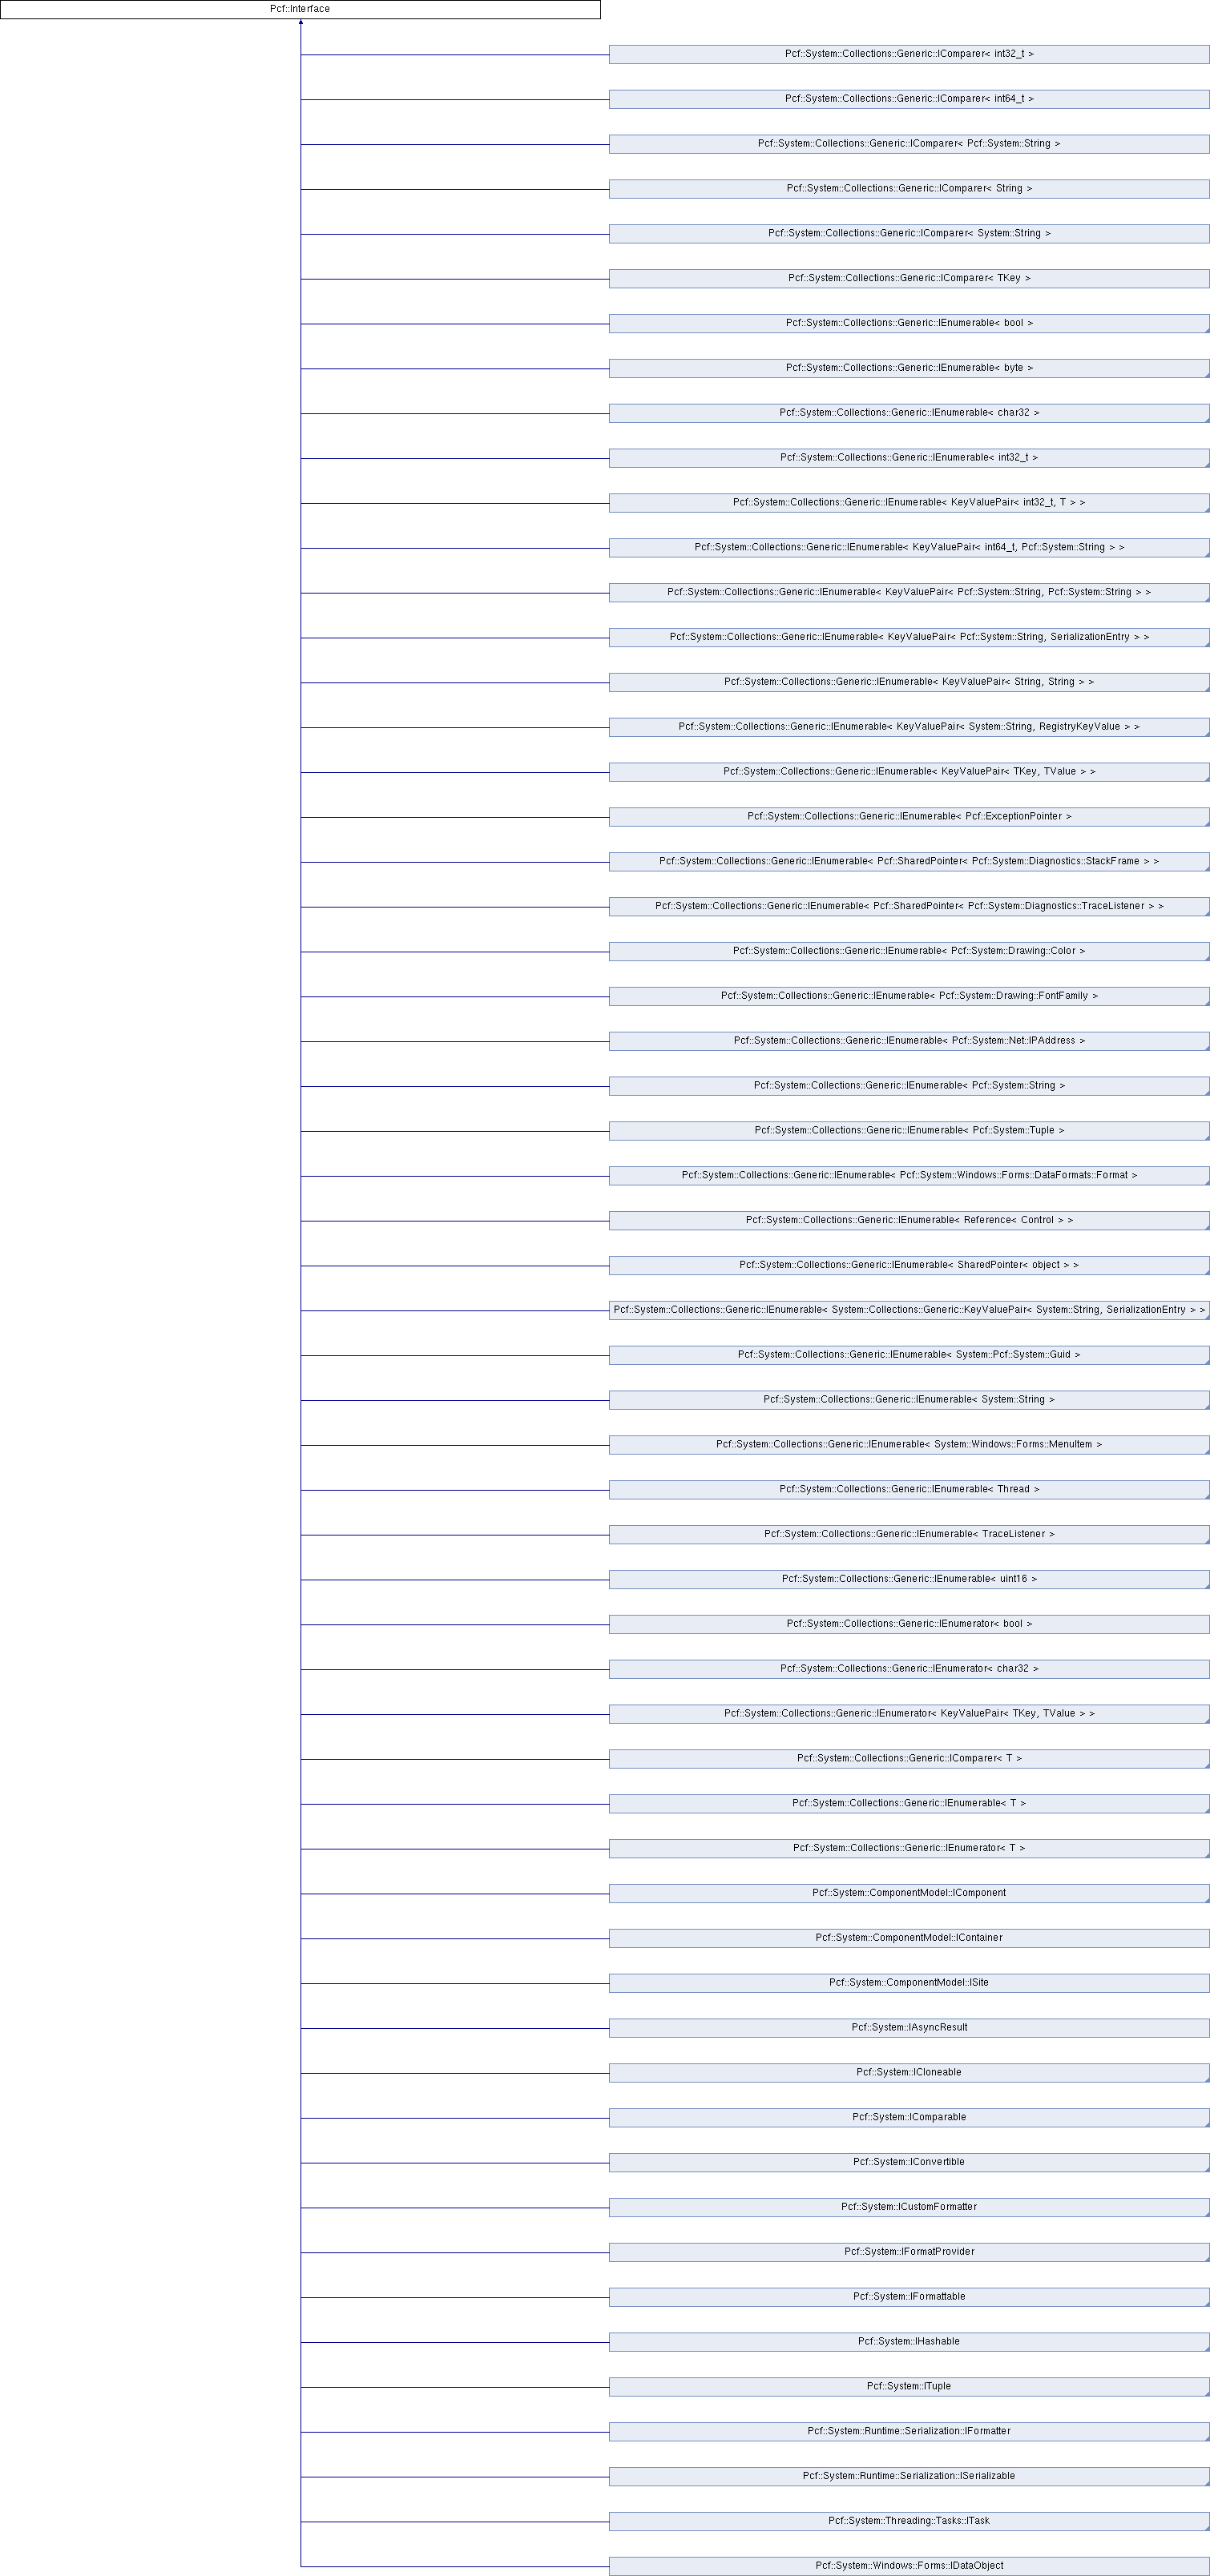 Pcf::Interface
Pcf::System::Collections::Generic::IComparer< int32_t >
Pcf::System::Collections::Generic::IComparer< int64_t >
Pcf::System::Collections::Generic::IComparer< Pcf::System::String >
Pcf::System::Collections::Generic::IComparer< String >
Pcf::System::Collections::Generic::IComparer< System::String >
Pcf::System::Collections::Generic::IComparer< TKey >
Pcf::System::Collections::Generic::IEnumerable< bool >
Pcf::System::Collections::Generic::IEnumerable< byte >
Pcf::System::Collections::Generic::IEnumerable< char32 >
Pcf::System::Collections::Generic::IEnumerable< int32_t >
Pcf::System::Collections::Generic::IEnumerable< KeyValuePair< int32_t, T > >
Pcf::System::Collections::Generic::IEnumerable< KeyValuePair< int64_t, Pcf::System::String > >
Pcf::System::Collections::Generic::IEnumerable< KeyValuePair< Pcf::System::String, Pcf::System::String > >
Pcf::System::Collections::Generic::IEnumerable< KeyValuePair< Pcf::System::String, SerializationEntry > >
Pcf::System::Collections::Generic::IEnumerable< KeyValuePair< String, String > >
Pcf::System::Collections::Generic::IEnumerable< KeyValuePair< System::String, RegistryKeyValue > >
Pcf::System::Collections::Generic::IEnumerable< KeyValuePair< TKey, TValue > >
Pcf::System::Collections::Generic::IEnumerable< Pcf::ExceptionPointer >
Pcf::System::Collections::Generic::IEnumerable< Pcf::SharedPointer< Pcf::System::Diagnostics::StackFrame > >
Pcf::System::Collections::Generic::IEnumerable< Pcf::SharedPointer< Pcf::System::Diagnostics::TraceListener > >
Pcf::System::Collections::Generic::IEnumerable< Pcf::System::Drawing::Color >
Pcf::System::Collections::Generic::IEnumerable< Pcf::System::Drawing::FontFamily >
Pcf::System::Collections::Generic::IEnumerable< Pcf::System::Net::IPAddress >
Pcf::System::Collections::Generic::IEnumerable< Pcf::System::String >
Pcf::System::Collections::Generic::IEnumerable< Pcf::System::Tuple >
Pcf::System::Collections::Generic::IEnumerable< Pcf::System::Windows::Forms::DataFormats::Format >
Pcf::System::Collections::Generic::IEnumerable< Reference< Control > >
Pcf::System::Collections::Generic::IEnumerable< SharedPointer< object > >
Pcf::System::Collections::Generic::IEnumerable< System::Collections::Generic::KeyValuePair< System::String, SerializationEntry > >
Pcf::System::Collections::Generic::IEnumerable< System::Pcf::System::Guid >
Pcf::System::Collections::Generic::IEnumerable< System::String >
Pcf::System::Collections::Generic::IEnumerable< System::Windows::Forms::MenuItem >
Pcf::System::Collections::Generic::IEnumerable< Thread >
Pcf::System::Collections::Generic::IEnumerable< TraceListener >
Pcf::System::Collections::Generic::IEnumerable< uint16 >
Pcf::System::Collections::Generic::IEnumerator< bool >
Pcf::System::Collections::Generic::IEnumerator< char32 >
Pcf::System::Collections::Generic::IEnumerator< KeyValuePair< TKey, TValue > >
Pcf::System::Collections::Generic::IComparer< T >
Pcf::System::Collections::Generic::IEnumerable< T >
Pcf::System::Collections::Generic::IEnumerator< T >
Pcf::System::ComponentModel::IComponent
Pcf::System::ComponentModel::IContainer
Pcf::System::ComponentModel::ISite
Pcf::System::IAsyncResult
Pcf::System::ICloneable
Pcf::System::IComparable
Pcf::System::IConvertible
Pcf::System::ICustomFormatter
Pcf::System::IFormatProvider
Pcf::System::IFormattable
Pcf::System::IHashable
Pcf::System::ITuple
Pcf::System::Runtime::Serialization::IFormatter
Pcf::System::Runtime::Serialization::ISerializable
Pcf::System::Threading::Tasks::ITask
Pcf::System::Windows::Forms::IDataObject